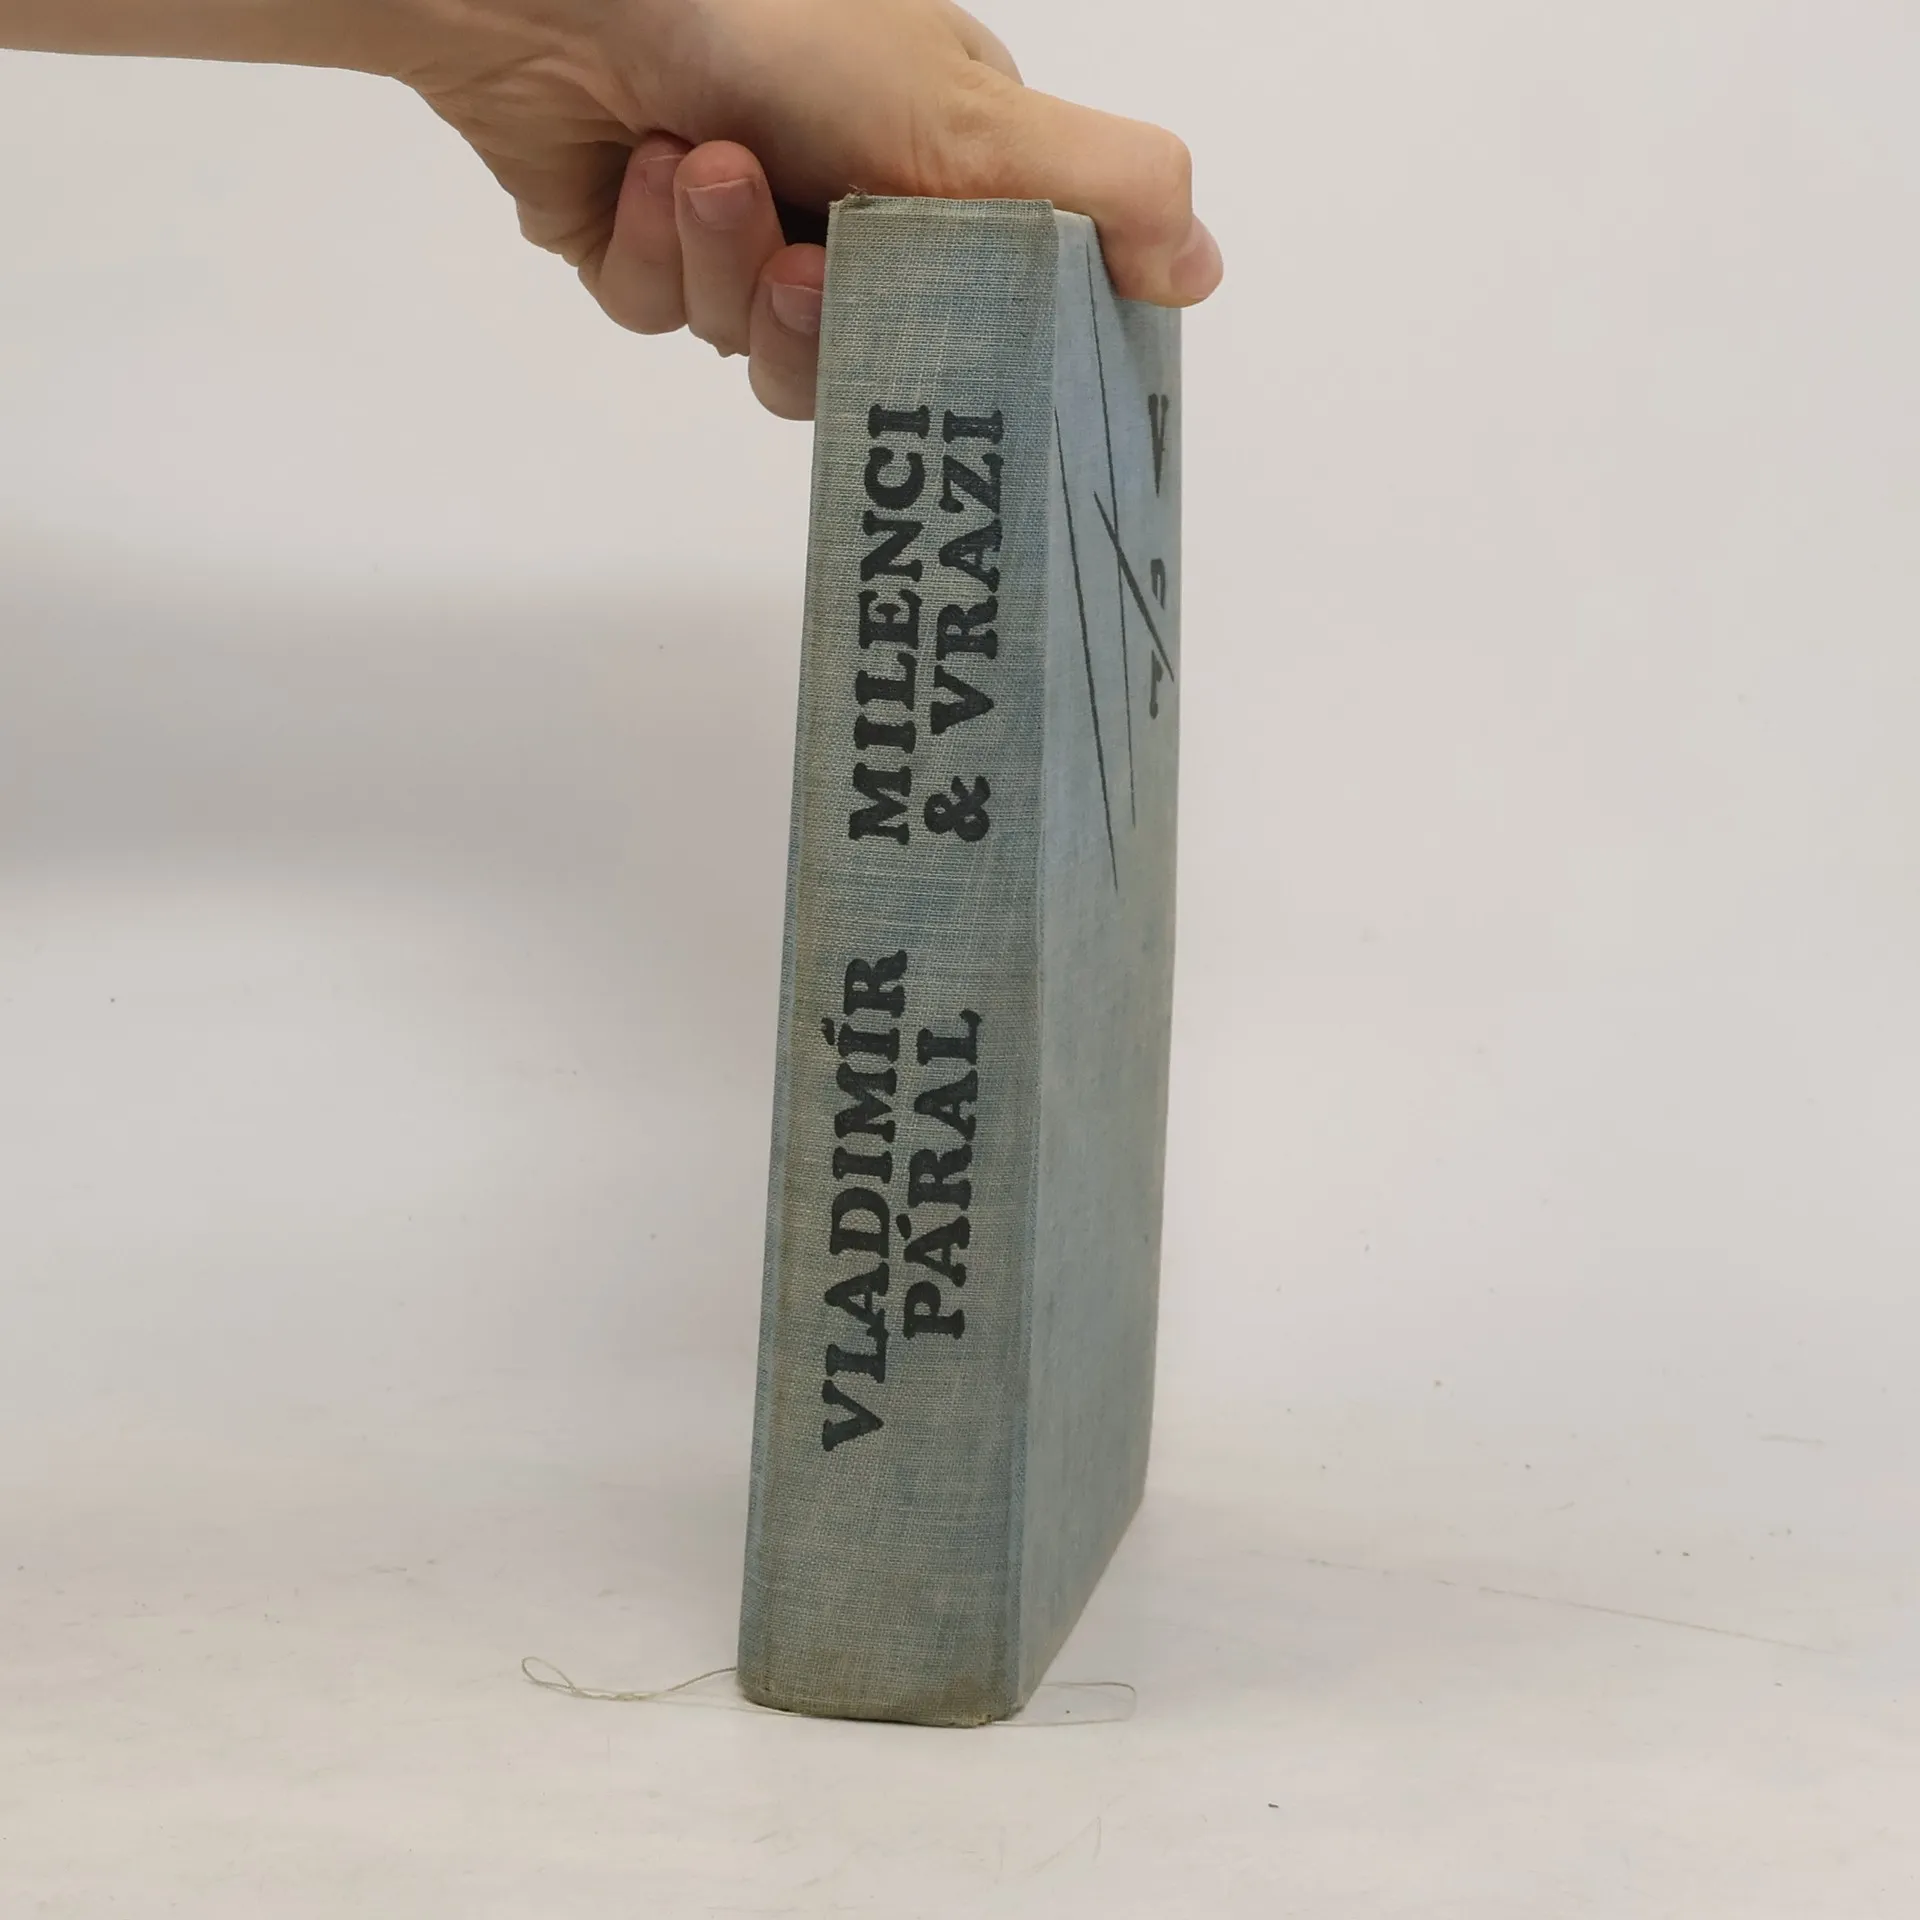 VLADIMÍR
PÁRAL
MILENCI
& VRAZI